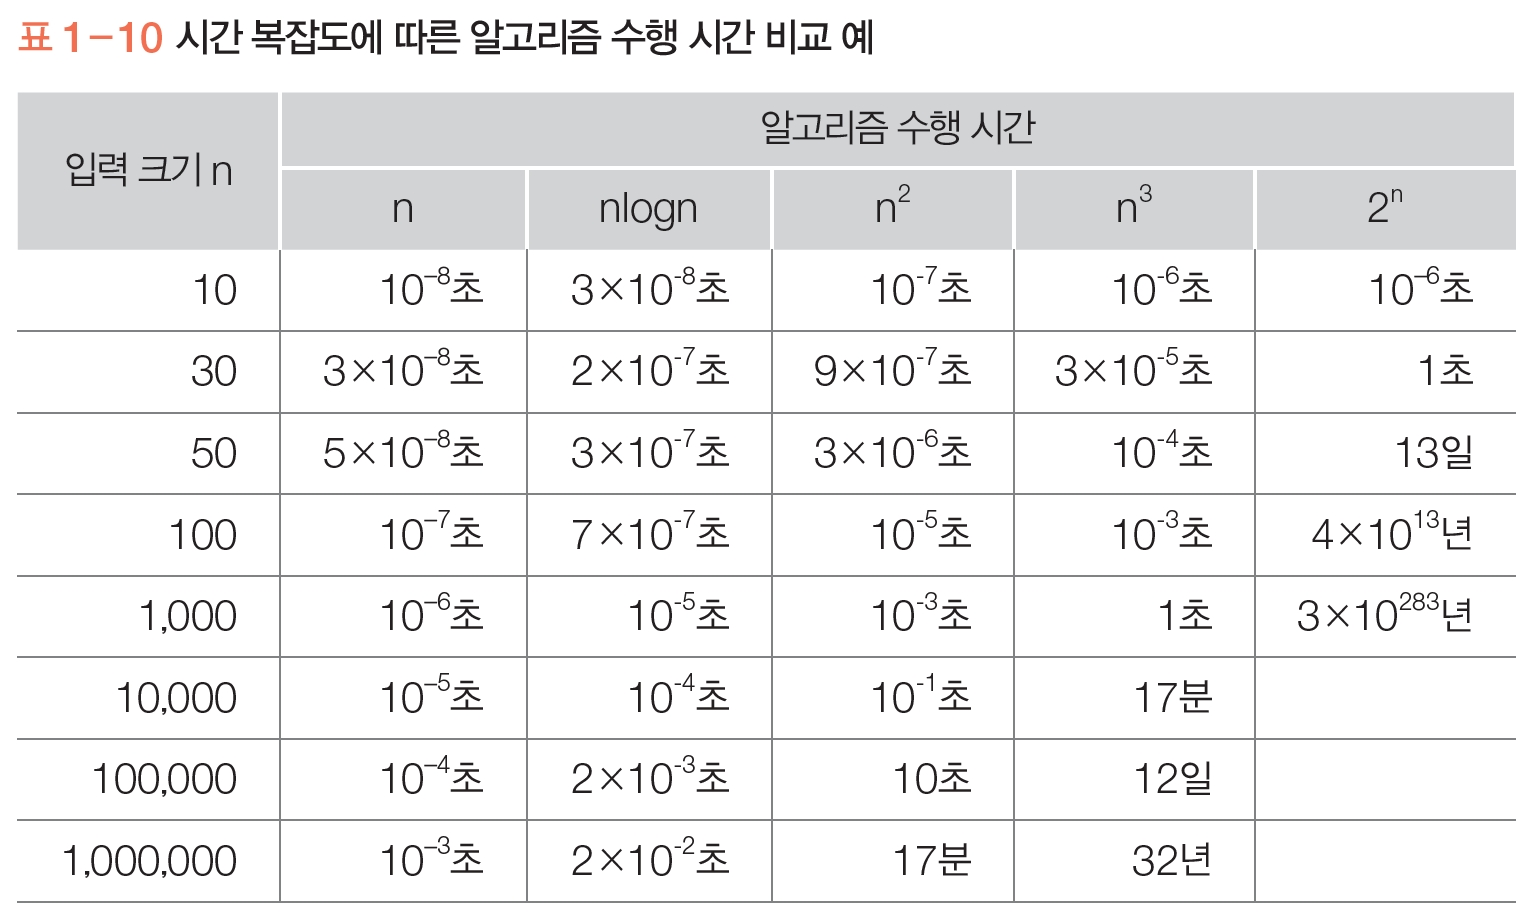 표 1-10 시간 복잡도에 따른 알고리즘 수행 시간 비교 예
입력 크기 n
알고리즘 수행 시간
n nlogn n² n³ 2ⁿ
10 10⁻⁸초 3×10⁻⁸초 10⁻⁷초 10⁻⁶초 10⁻⁶초
30 3×10⁻⁸초 2×10⁻⁷초 9×10⁻⁷초 3×10⁻⁵초 1초
50 5×10⁻⁸초 3×10⁻⁷초 3×10⁻⁶초 10⁻⁴초 13일
100 10⁻⁷초 7×10⁻⁷초 10⁻⁵초 10⁻³초 4×10¹³년
1,000 10⁻⁶초 10⁻⁵초 10⁻³초 1초 3×10²⁸³년
10,000 10⁻⁵초 10⁻⁴초 10⁻¹초 17분
100,000 10⁻⁴초 2×10⁻³초 10초 12일
1,000,000 10⁻³초 2×10⁻²초 17분 32년